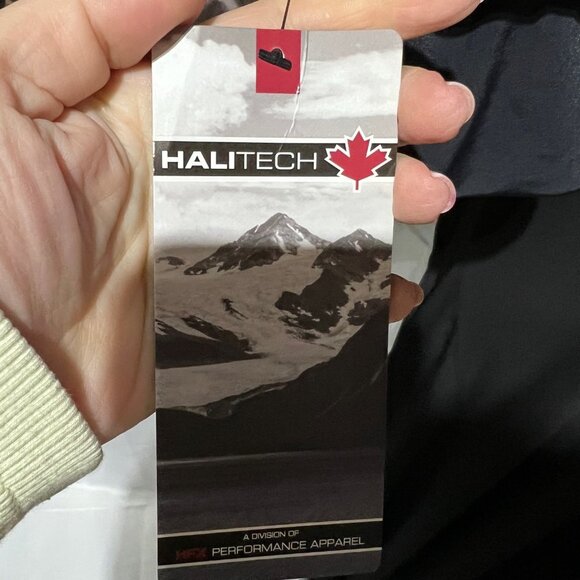 HALITECH
A DIVISION OF
HFX PERFORMANCE APPAREL